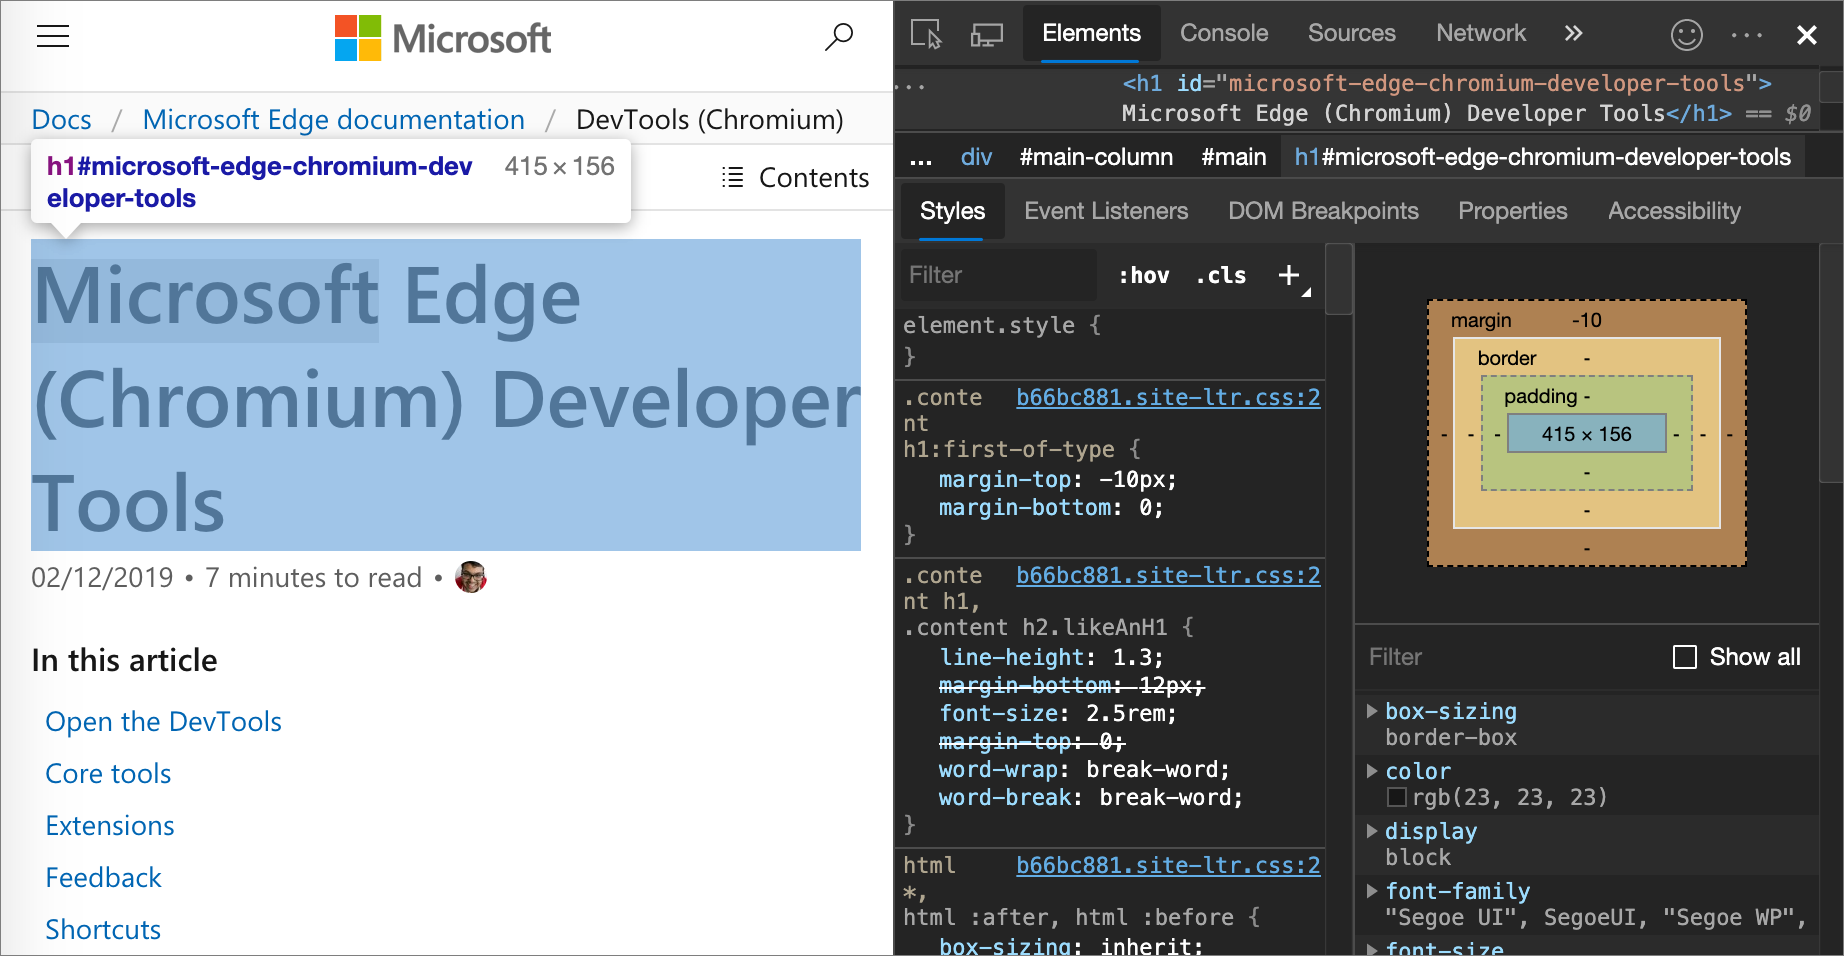 Microsoft
Docs / Microsoft Edge documentation / DevTools (Chromium)
h1#microsoft-edge-chromium-dev
eloper-tools
415 × 156
Contents
Microsoft Edge
(Chromium) Developer
Tools
02/12/2019 • 7 minutes to read •
In this article
Open the DevTools
Core tools
Extensions
Feedback
Shortcuts
Elements Console Sources Network »
...
<h1 id="microsoft-edge-chromium-developer-tools">
Microsoft Edge (Chromium) Developer Tools</h1> == $0
... div #main-column #main h1#microsoft-edge-chromium-developer-tools
Styles Event Listeners DOM Breakpoints Properties Accessibility
Filter :hov .cls +
element.style {
}
.conte b66bc881.site-ltr.css:2
nt
h1:first-of-type {
margin-top: -10px;
margin-bottom: 0;
}
.conte b66bc881.site-ltr.css:2
nt h1,
.content h2.likeAnH1 {
line-height: 1.3;
margin-bottom: 12px;
font-size: 2.5rem;
margin-top: 0;
word-wrap: break-word;
word-break: break-word;
}
html b66bc881.site-ltr.css:2
*,
html :after, html :before {
box-sizing: inherit;
margin -10
border -
padding -
- - - 415 × 156 - - -
-
-
-
Filter Show all
box-sizing
border-box
color
rgb(23, 23, 23)
display
block
font-family
"Segoe UI", SegoeUI, "Segoe WP",
font-size